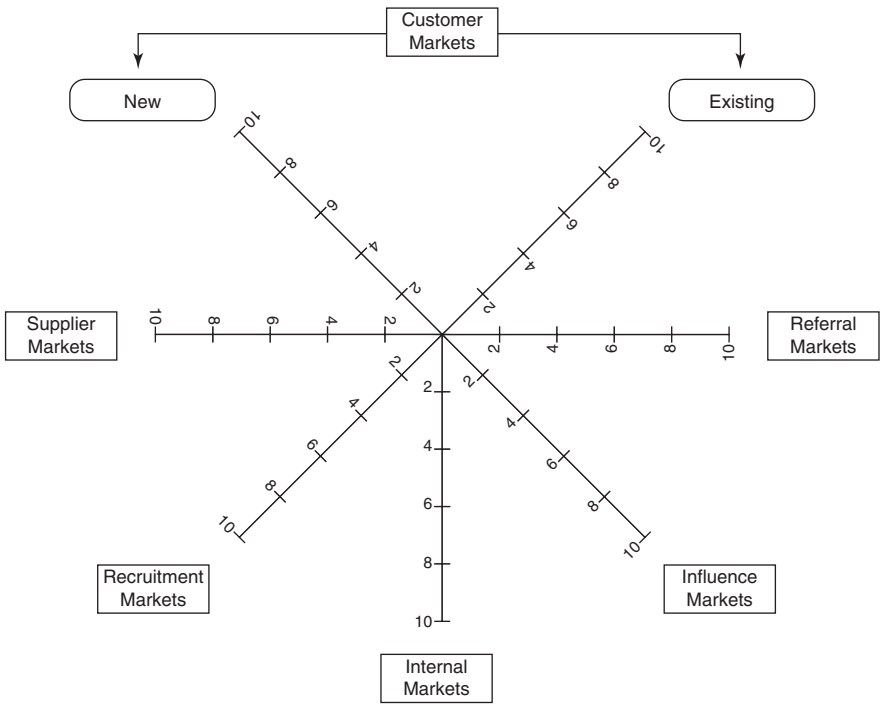 Customer
Markets
New
Existing
10
8
6
4
2
10
8
6
4
2
Supplier
Markets
10
8
6
4
2
2
4
6
8
10
Referral
Markets
2
4
6
8
10
2
4
6
8
10
2
4
6
8
10
Recruitment
Markets
Influence
Markets
Internal
Markets